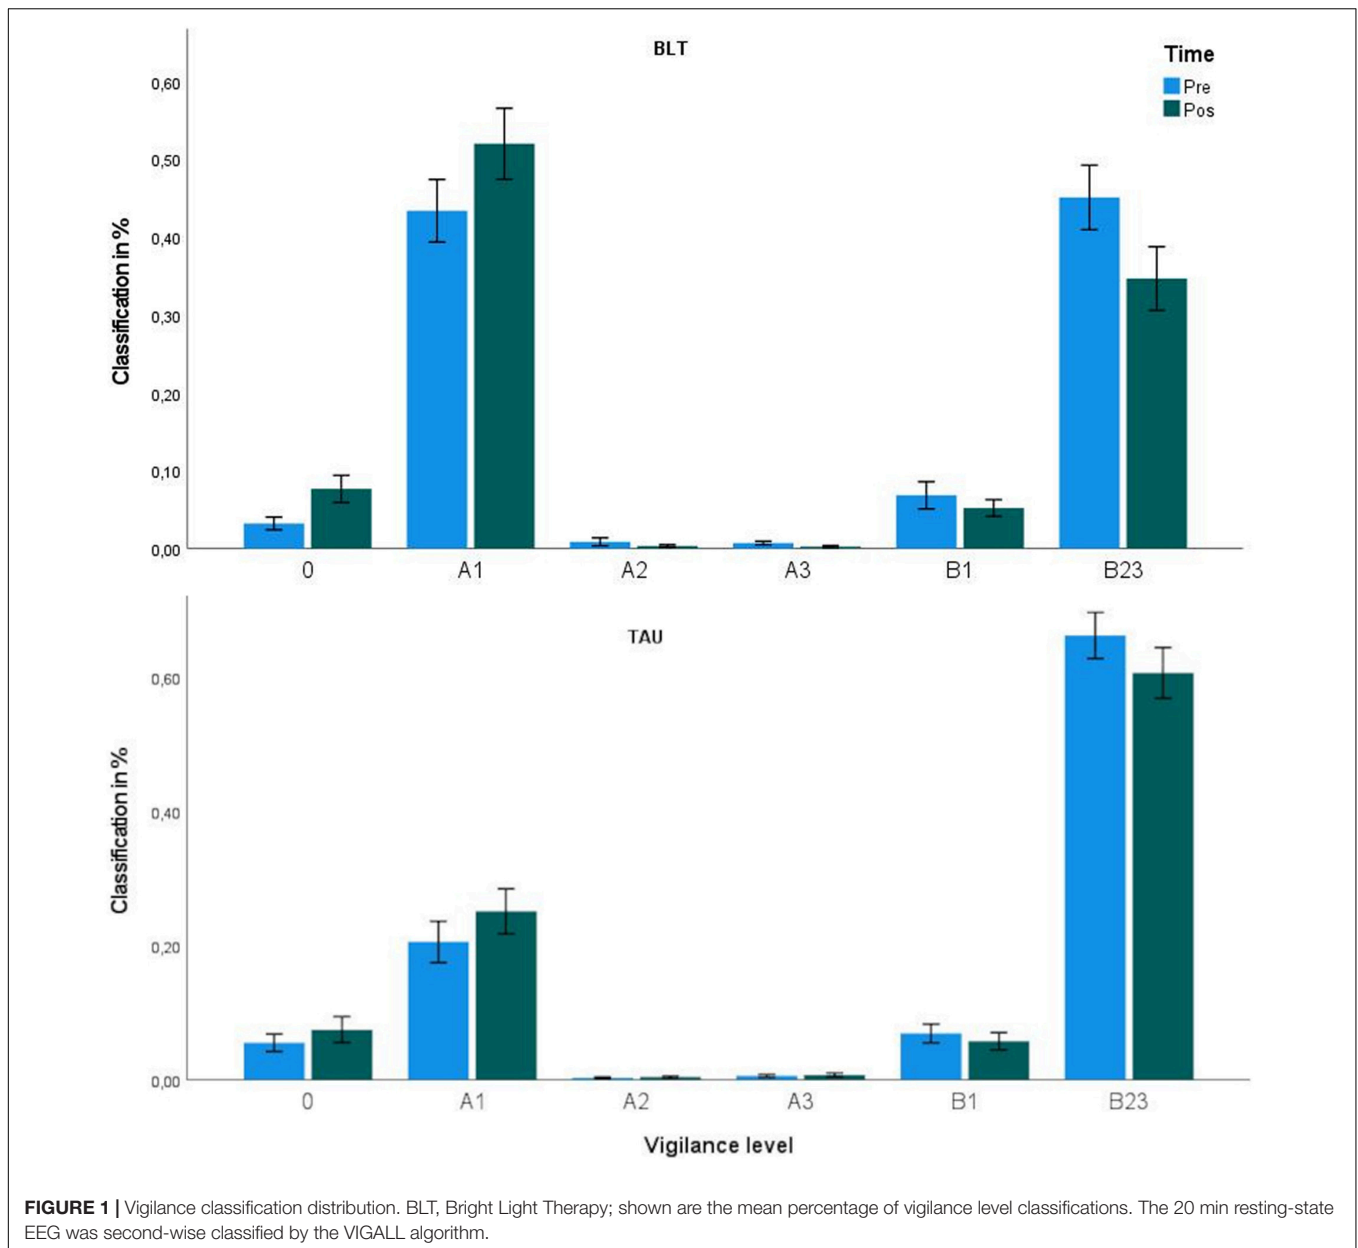 BLT
Time
Pre
Pos
Classification in %
0,60
0,50
0,40
0,30
0,20
0,10
0,00
0 A1 A2 A3 B1 B23
TAU
Classification in %
0,60
0,40
0,20
0,00
0 A1 A2 A3 B1 B23
Vigilance level
FIGURE 1 | Vigilance classification distribution. BLT, Bright Light Therapy; shown are the mean percentage of vigilance level classifications. The 20 min resting-state
EEG was second-wise classified by the VIGALL algorithm.